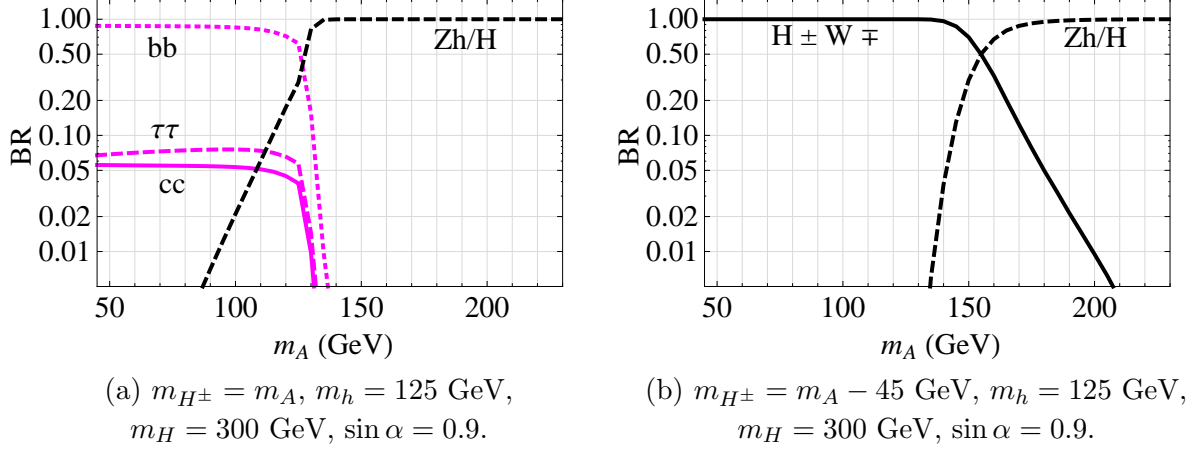 1.00
0.50
0.20
0.10
0.05
0.02
0.01
BR
bb
ττ
cc
Zh/H
50 100 150 200
m_A (GeV)
(a) m_{H^±} = m_A, m_h = 125 GeV,
m_H = 300 GeV, sin α = 0.9.
1.00
0.50
0.20
0.10
0.05
0.02
0.01
BR
H ± W ∓
Zh/H
50 100 150 200
m_A (GeV)
(b) m_{H^±} = m_A − 45 GeV, m_h = 125 GeV,
m_H = 300 GeV, sin α = 0.9.